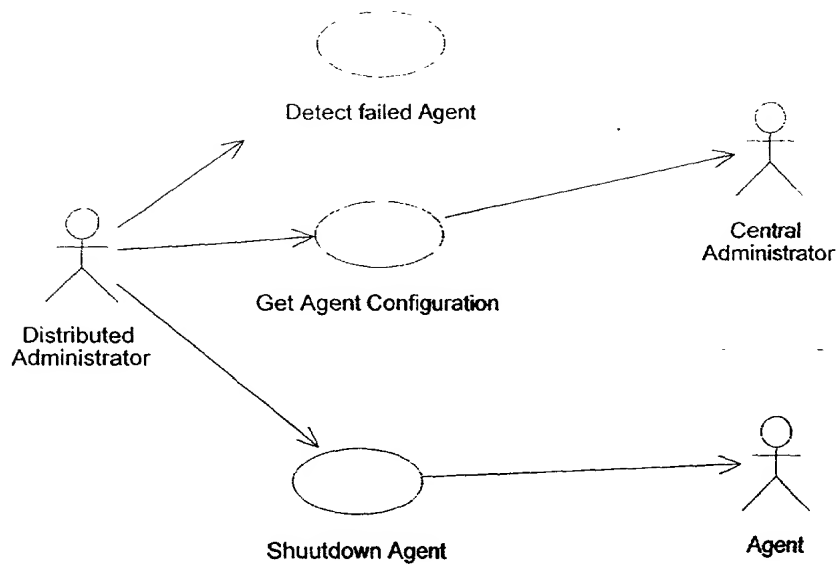 Detect failed Agent
Central
Administrator
Get Agent Configuration
Distributed
Administrator
Shuutdown Agent
Agent